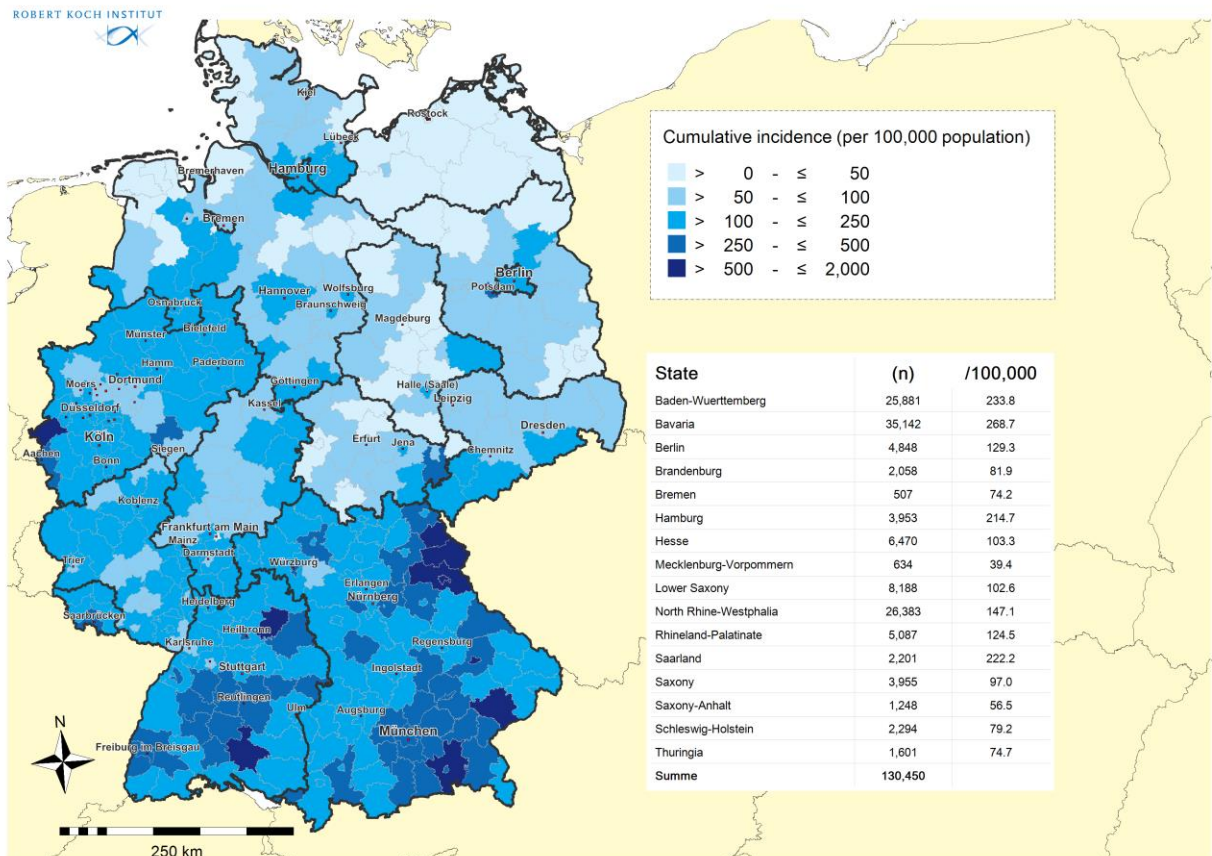 ROBERT KOCH INSTITUT
Kiel
Rostock
Lübeck
Hamburg
Bremerhaven
Bremen
Berlin
Potsdam
Wolfsburg
Hannover
Braunschweig
Osnabrück
Magdeburg
Bielefeld
Münster
Hamm
Paderborn
Moers
Dortmund
Göttingen
Halle (Saale)
Leipzig
Düsseldorf
Kassel
Köln
Dresden
Erfurt
Jena
Chemnitz
Siegen
Aachen
Bonn
Koblenz
Frankfurt am Main
Mainz
Darmstadt
Würzburg
Trier
Erlangen
Nürnberg
Heidelberg
Saarbrücken
Heilbronn
Karlsruhe
Regensburg
Stuttgart
Ingolstadt
Reutlingen
Ulm
Augsburg
München
Freiburg im Breisgau
N
250 km
Cumulative incidence (per 100,000 population)
> 0 - ≤ 50
> 50 - ≤ 100
> 100 - ≤ 250
> 250 - ≤ 500
> 500 - ≤ 2,000
State (n) /100,000
Baden-Wuerttemberg 25,881 233.8
Bavaria 35,142 268.7
Berlin 4,848 129.3
Brandenburg 2,058 81.9
Bremen 507 74.2
Hamburg 3,953 214.7
Hesse 6,470 103.3
Mecklenburg-Vorpommern 634 39.4
Lower Saxony 8,188 102.6
North Rhine-Westphalia 26,383 147.1
Rhineland-Palatinate 5,087 124.5
Saarland 2,201 222.2
Saxony 3,955 97.0
Saxony-Anhalt 1,248 56.5
Schleswig-Holstein 2,294 79.2
Thuringia 1,601 74.7
Summe 130,450